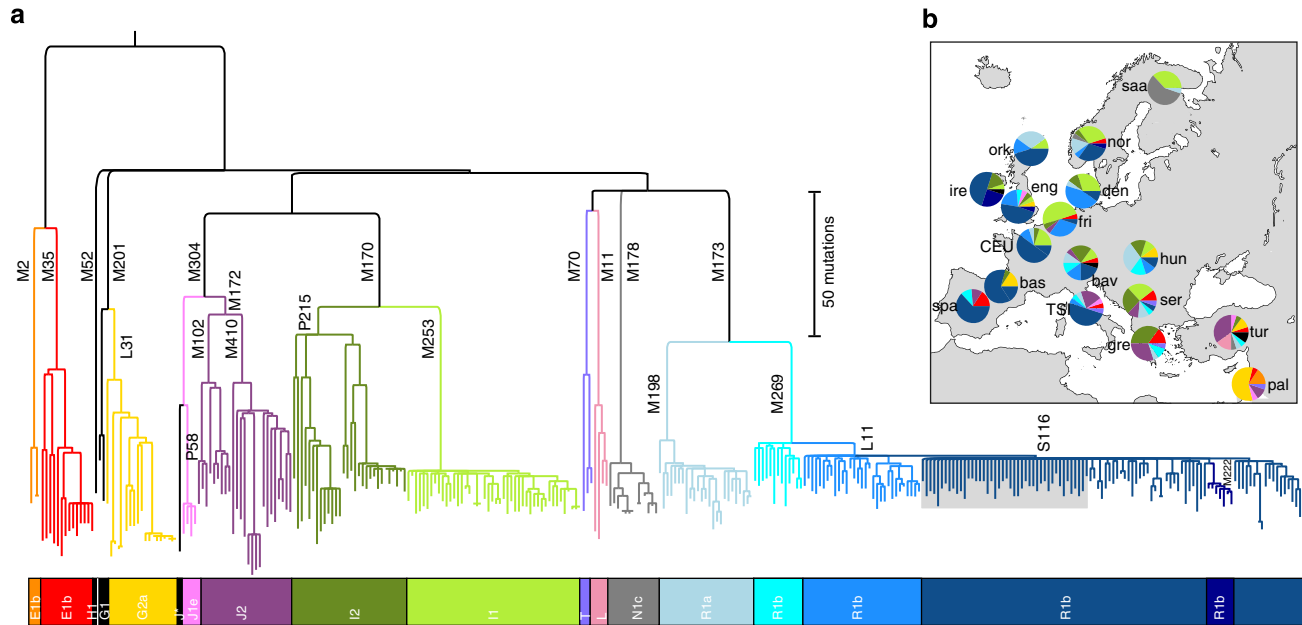 a
b
M2
M35
M52
M201
L31
M304
M172
M102
M410
P58
P215
M170
M253
M70
M11
M178
M173
50 mutations
M198
M269
L11
S116
M222
saa
ork
nor
ire
eng
den
fri
CEU
bav
hun
bas
spa
TSI
ser
gre
tur
pal
E1b
E1b
H1
G1
G2a
J*
J1e
J2
I2
I1
T
L
N1c
R1a
R1b
R1b
R1b
R1b